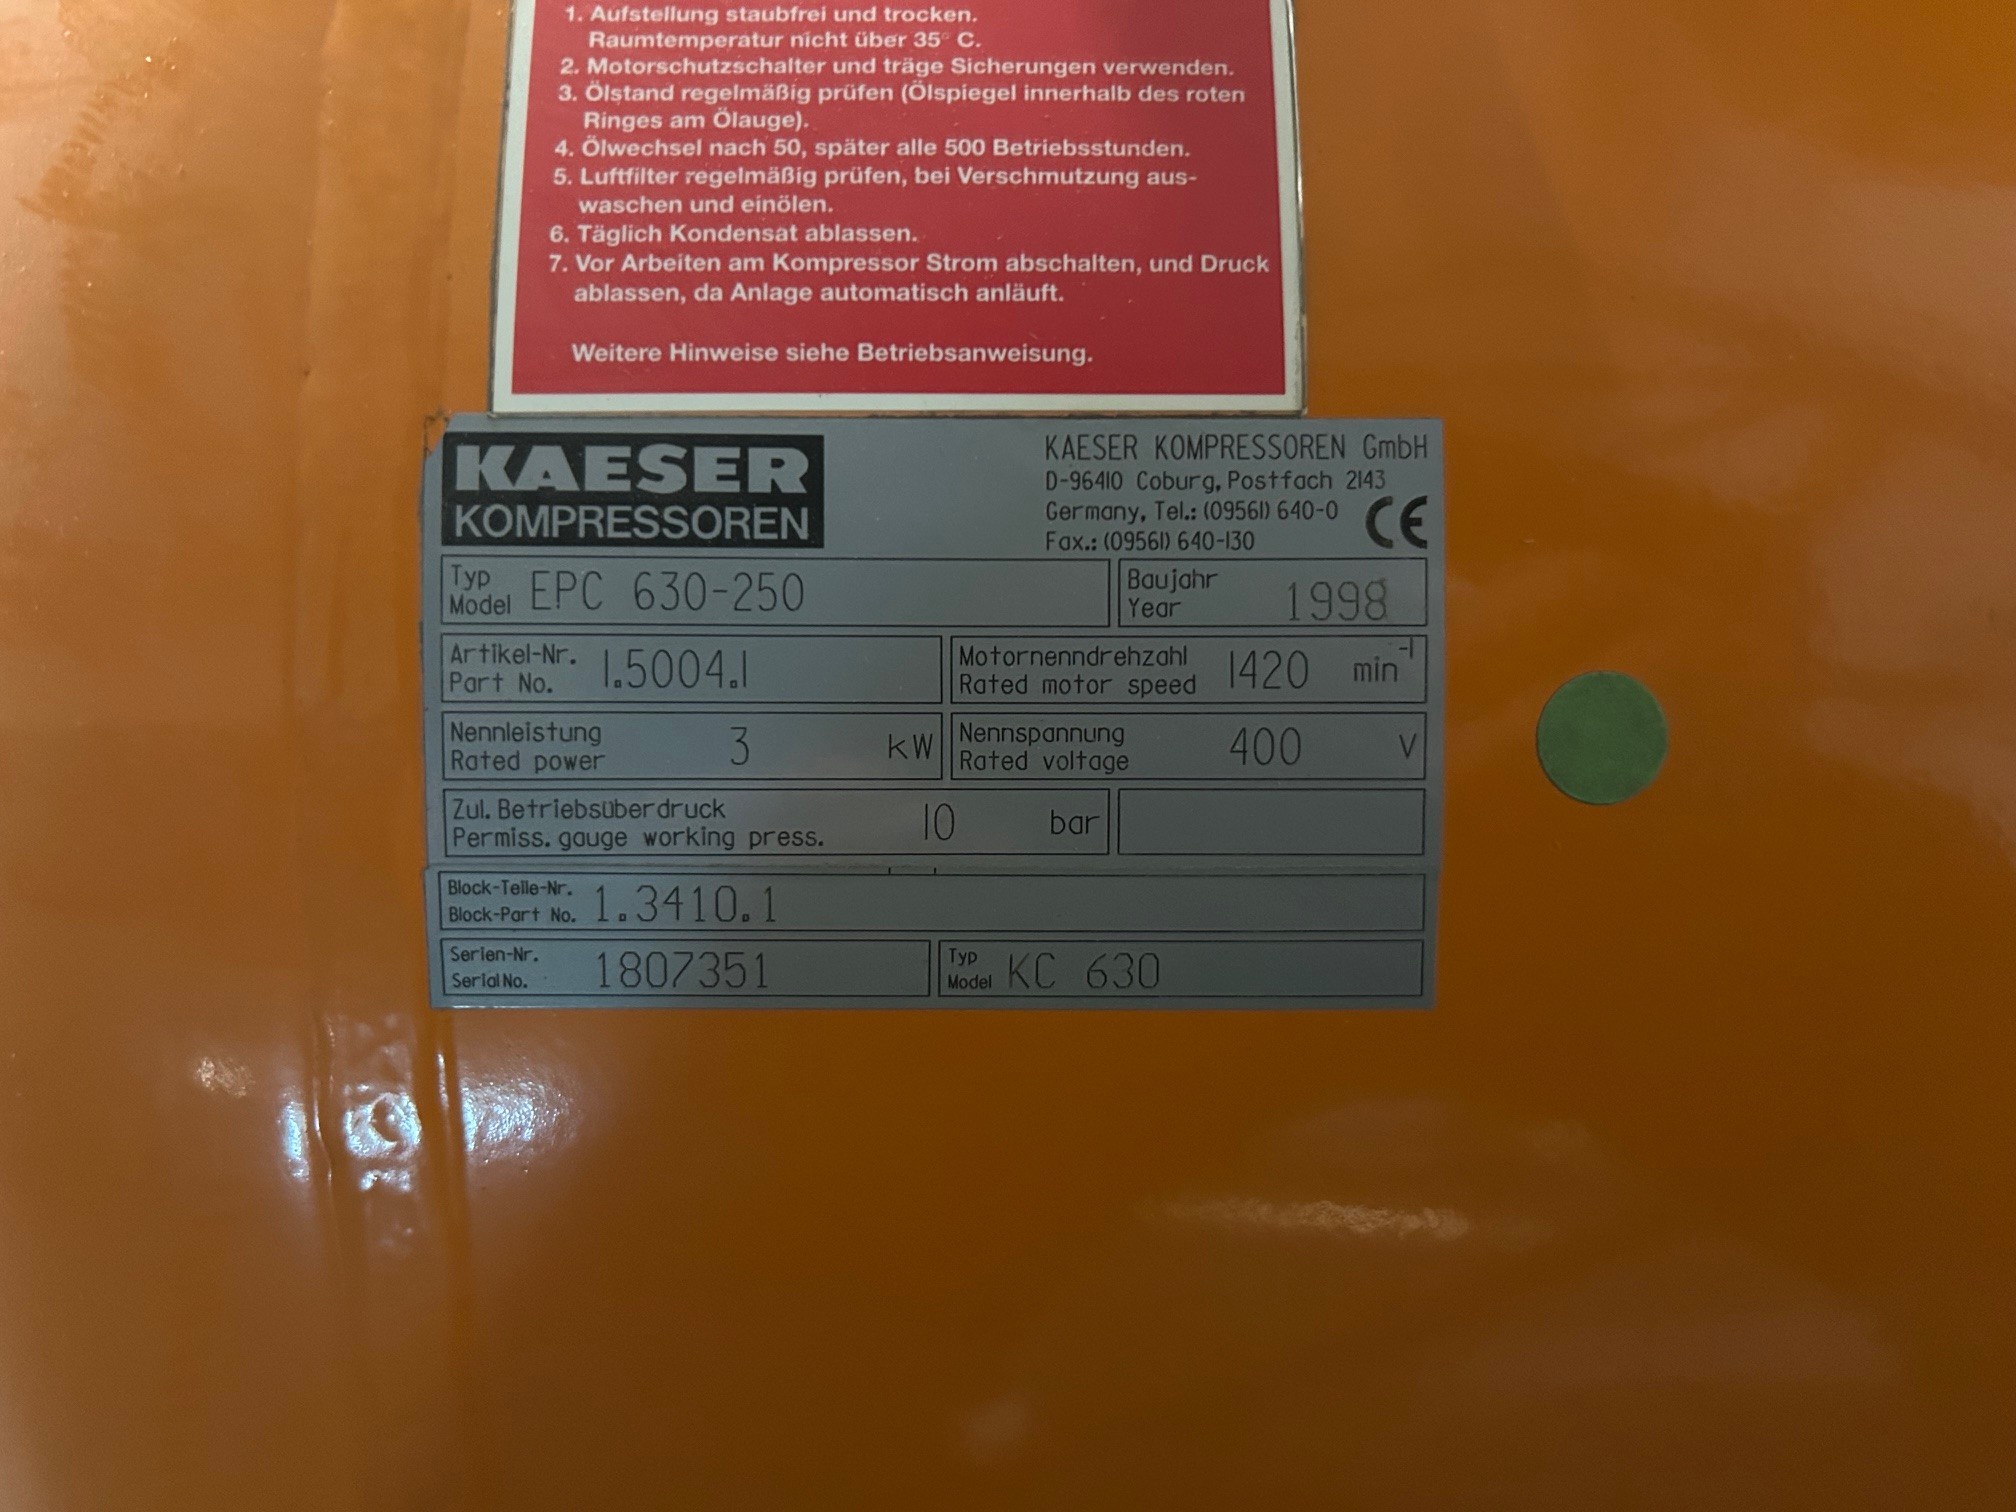 1. Aufstellung staubfrei und trocken.
Raumtemperatur nicht über 35° C.
2. Motorschutzschalter und träge Sicherungen verwenden.
3. Ölstand regelmäßig prüfen (Ölspiegel innerhalb des roten
Ringes am Ölauge).
4. Ölwechsel nach 50, später alle 500 Betriebsstunden.
5. Luftfilter regelmäßig prüfen, bei Verschmutzung aus-
waschen und einölen.
6. Täglich Kondensat ablassen.
7. Vor Arbeiten am Kompressor Strom abschalten, und Druck
ablassen, da Anlage automatisch anläuft.
Weitere Hinweise siehe Betriebsanweisung.
KAESER
KOMPRESSOREN
KAESER KOMPRESSOREN GmbH
D-96410 Coburg, Postfach 2143
Germany, Tel.: (09561) 640-0
Fax.: (09561) 640-130
CE
Typ
Model EPC 630-250
Baujahr
Year 1998
Artikel-Nr.
Part No. 1.5004.1
Motornenndrehzahl
Rated motor speed 1420 min-1
Nennleistung
Rated power 3 kW
Nennspannung
Rated voltage 400 V
Zul. Betriebsüberdruck
Permiss. gauge working press. 10 bar
Block-Teile-Nr.
Block-Part No. 1.3410.1
Serien-Nr.
Serial No. 1807351
Typ
Model KC 630